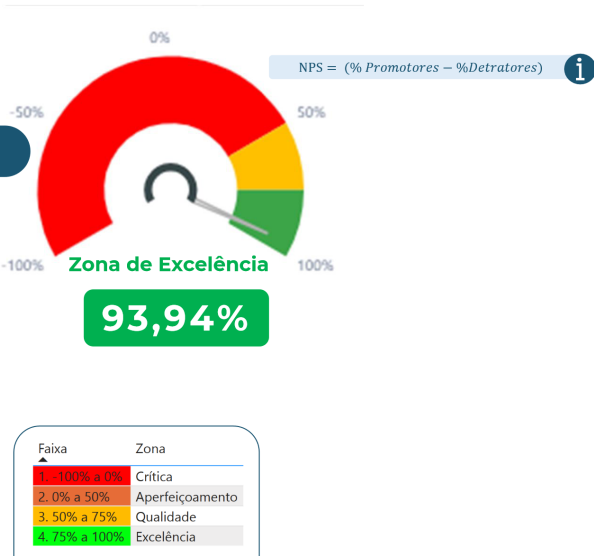 0%
NPS = (% Promotores − %Detratores)
i
-50%
50%
-100%
Zona de Excelência
100%
93,94%
Faixa Zona
1. -100% a 0% Crítica
2. 0% a 50% Aperfeiçoamento
3. 50% a 75% Qualidade
4. 75% a 100% Excelência